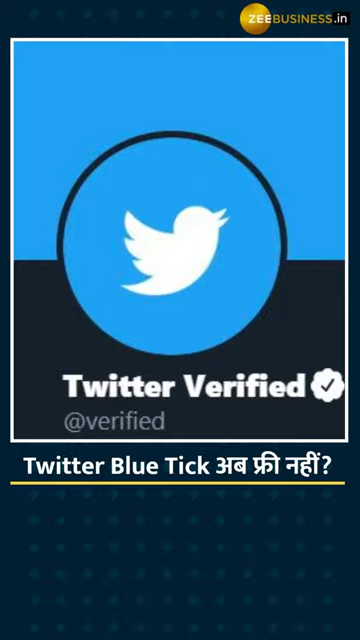 ZEEBUSINESS.in
Twitter Verified
@verified
Twitter Blue Tick अब फ्री नहीं?